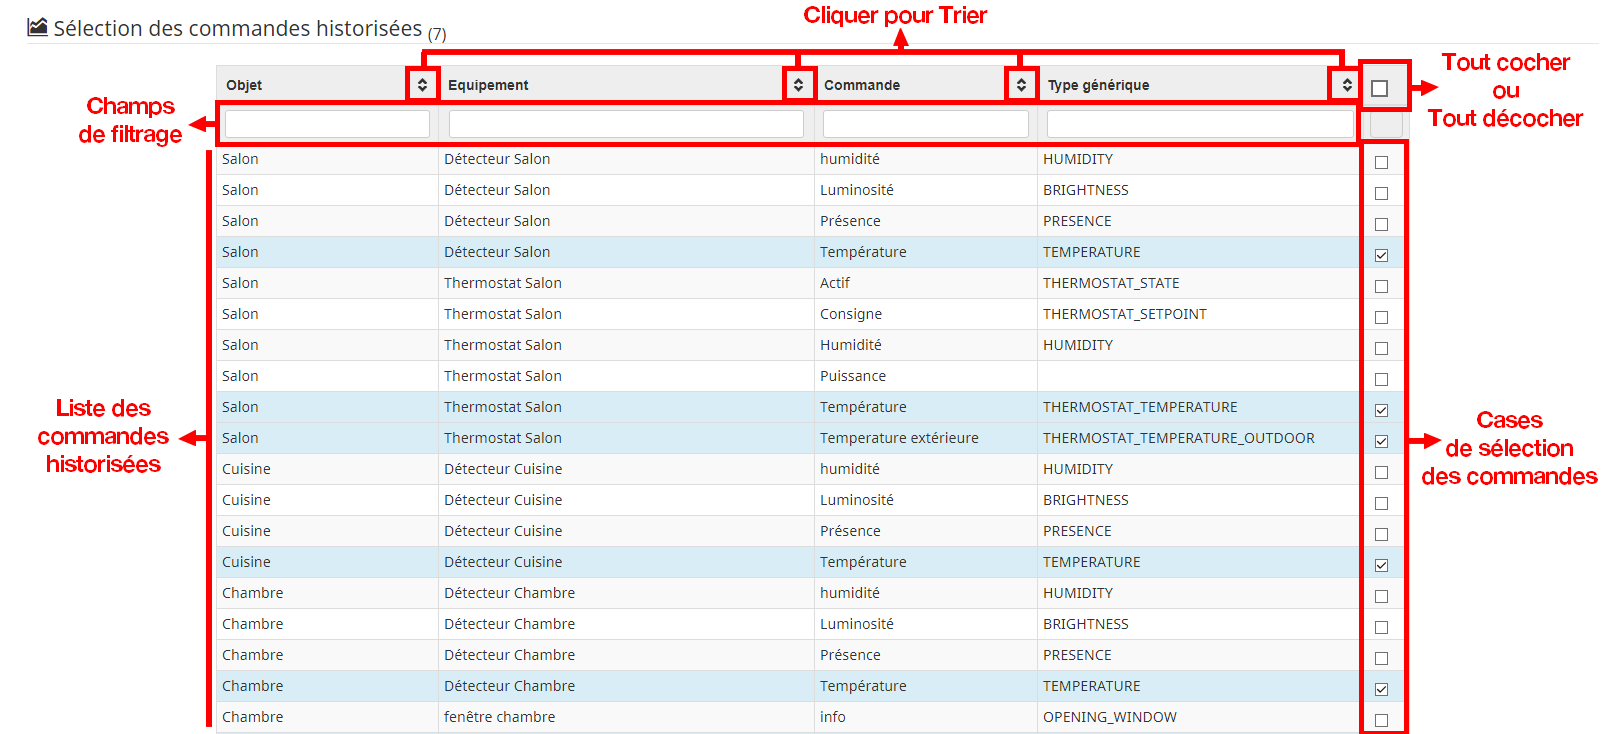 Cliquer pour Trier
Sélection des commandes historisées (7)
Tout cocher
ou
Tout décocher
Objet Equipement Commande Type générique
Champs
de filtrage
Salon Détecteur Salon humidité HUMIDITY
Salon Détecteur Salon Luminosité BRIGHTNESS
Salon Détecteur Salon Présence PRESENCE
Salon Détecteur Salon Température TEMPERATURE
Salon Thermostat Salon Actif THERMOSTAT_STATE
Salon Thermostat Salon Consigne THERMOSTAT_SETPOINT
Salon Thermostat Salon Humidité HUMIDITY
Salon Thermostat Salon Puissance
Salon Thermostat Salon Température THERMOSTAT_TEMPERATURE
Salon Thermostat Salon Temperature extérieure THERMOSTAT_TEMPERATURE_OUTDOOR
Cuisine Détecteur Cuisine humidité HUMIDITY
Cuisine Détecteur Cuisine Luminosité BRIGHTNESS
Cuisine Détecteur Cuisine Présence PRESENCE
Cuisine Détecteur Cuisine Température TEMPERATURE
Chambre Détecteur Chambre humidité HUMIDITY
Chambre Détecteur Chambre Luminosité BRIGHTNESS
Chambre Détecteur Chambre Présence PRESENCE
Chambre Détecteur Chambre Température TEMPERATURE
Chambre fenêtre chambre info OPENING_WINDOW
Liste des
commandes
historisées
Cases
de sélection
des commandes